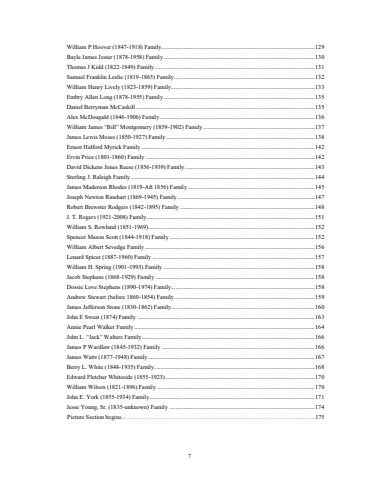 William P Hoover (1847-1918) Family....129
Bayle James Jester (1878-1958) Family....130
Thomas J Kidd (1822-1849) Family....131
Samuel Franklin Leslie (1819-1865) Family....132
William Henry Lively (1823-1859) Family....133
Embry Allen Long (1878-1955) Family....135
Daniel Berryman McCaskill....135
Alex McDougald (1846-1906) Family....136
William James "Bill" Montgomery (1859-1902) Family....137
James Lewis Moses (1850-1927) Family....138
Ernest Halford Myrick Family....142
Ervin Price (1801-1860) Family....142
David Dickens Jones Reese (1856-1939) Family....143
Sterling J. Raleigh Family....144
James Maderson Rhodes (1819-Aft 1856) Family....145
Joseph Newton Rinehart (1869-1945) Family....147
Robert Brewster Rodgers (1842-1895) Family....148
J. T. Rogers (1921-2008) Family....151
William S. Rowland (1851-1969)....152
Spencer Mason Scott (1844-1918) Family....152
William Albert Sevedge Family....156
Lenard Spicer (1887-1960) Family....157
William H. Spring (1901-1993) Family....158
Jacob Stephens (1868-1929) Family....158
Dossie Love Stephens (1890-1974) Family....158
Andrew Stewart (before 1860-1854) Family....159
James Jefferson Stone (1830-1862) Family....160
John E Sweat (1874) Family....163
Annie Pearl Walker Family....164
John L. "Jack" Walters Family....166
James P Wardlaw (1845-1932) Family....166
James Watts (1877-1948) Family....167
Berry L. White (1848-1935) Family....168
Edward Fletcher Whiteside (1855-1923)....170
William Wilson (1821-1896) Family....170
John E. York (1855-1934) Family....171
Jesse Young, Sr. (1835-unknown) Family....174
Picture Section begins....175
7